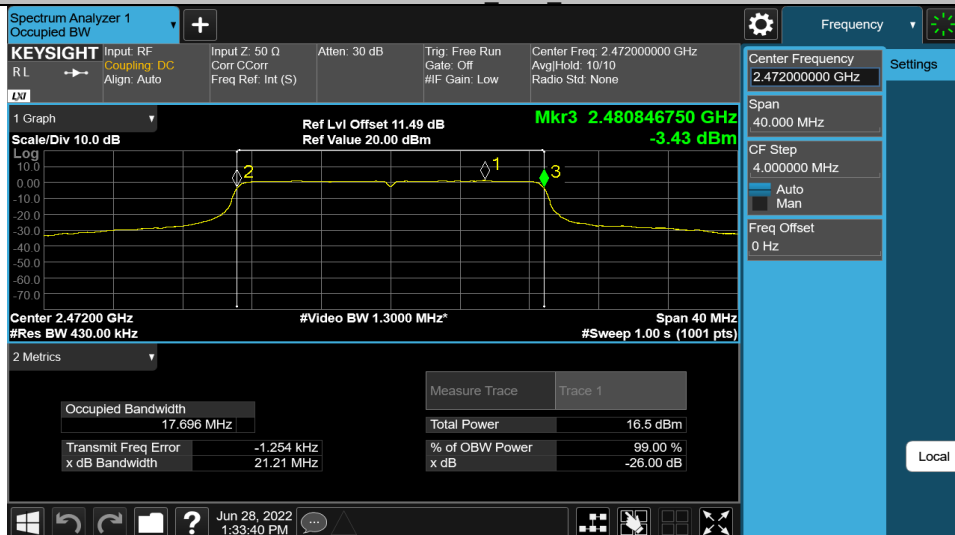 Spectrum Analyzer 1
Occupied BW
+
Frequency
KEYSIGHT
RL
LXI
Input: RF
Coupling: DC
Align: Auto
Input Z: 50 Ω
Corr CCorr
Freq Ref: Int (S)
Atten: 30 dB
Trig: Free Run
Gate: Off
#IF Gain: Low
Center Freq: 2.472000000 GHz
Avg|Hold: 10/10
Radio Std: None
Center Frequency
2.472000000 GHz
Settings
Span
40.000 MHz
CF Step
4.000000 MHz
Auto
Man
Freq Offset
0 Hz
Local
1 Graph
Scale/Div 10.0 dB
Ref Lvl Offset 11.49 dB
Ref Value 20.00 dBm
Mkr3 2.480846750 GHz
-3.43 dBm
Log
10.0
0.00
-10.0
-20.0
-30.0
-40.0
-50.0
-60.0
-70.0
2
1
3
Center 2.47200 GHz
#Video BW 1.3000 MHz*
Span 40 MHz
#Res BW 430.00 kHz
#Sweep 1.00 s (1001 pts)
2 Metrics
Measure Trace
Trace 1
Occupied Bandwidth
17.696 MHz
Total Power
16.5 dBm
Transmit Freq Error
-1.254 kHz
% of OBW Power
99.00 %
x dB Bandwidth
21.21 MHz
x dB
-26.00 dB
?
Jun 28, 2022
1:33:40 PM